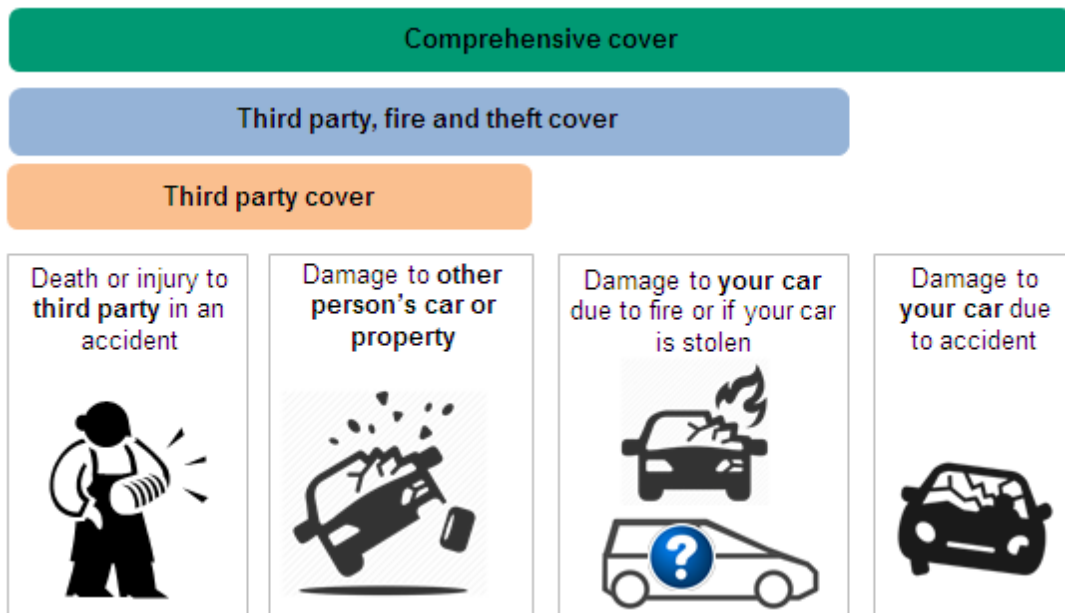 Comprehensive cover
Third party, fire and theft cover
Third party cover
Death or injury to
third party in an
accident
Damage to other
person's car or
property
Damage to your car
due to fire or if your car
is stolen
?
Damage to
your car due
to accident